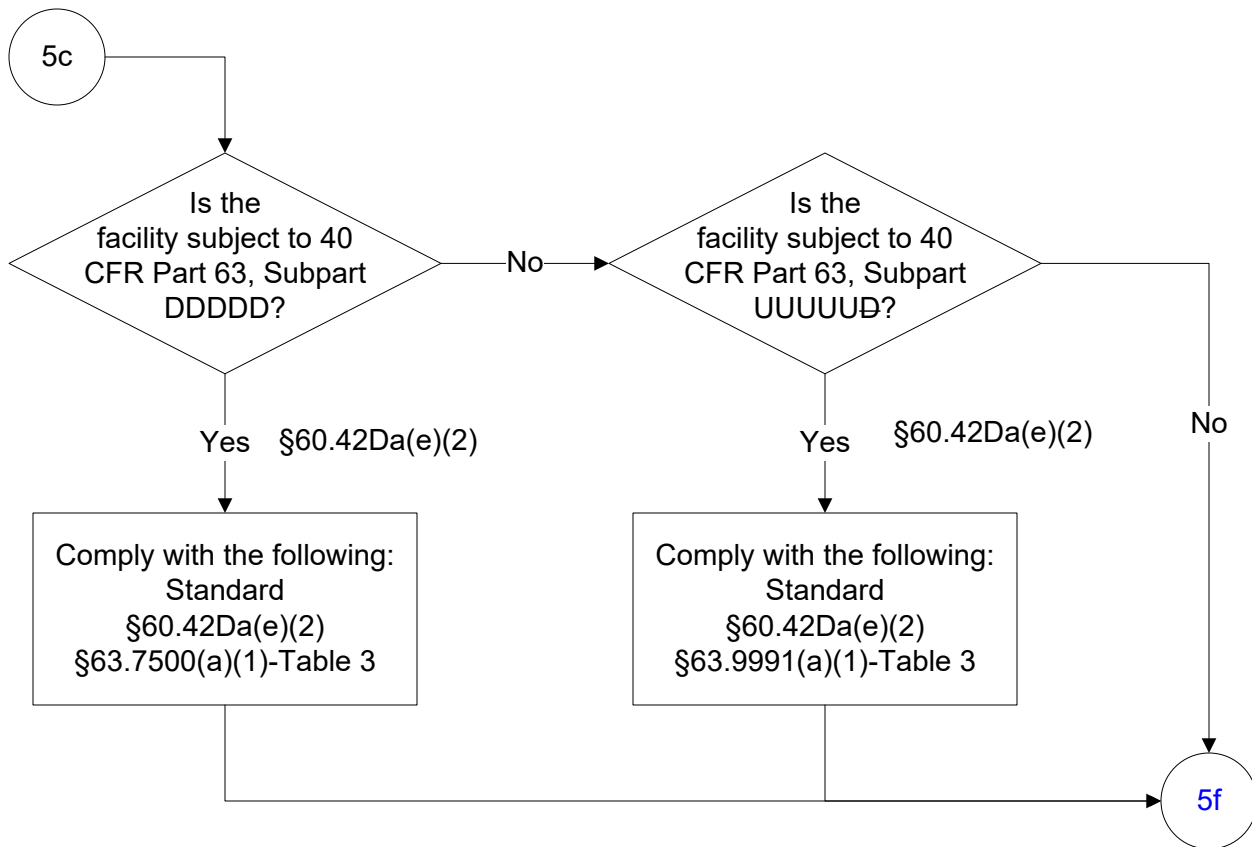 5c
Is the
facility subject to 40
CFR Part 63, Subpart
DDDDD?
No
Is the
facility subject to 40
CFR Part 63, Subpart
UUUUUD?
Yes
§60.42Da(e)(2)
Yes
§60.42Da(e)(2)
No
Comply with the following:
Standard
§60.42Da(e)(2)
§63.7500(a)(1)-Table 3
Comply with the following:
Standard
§60.42Da(e)(2)
§63.9991(a)(1)-Table 3
5f